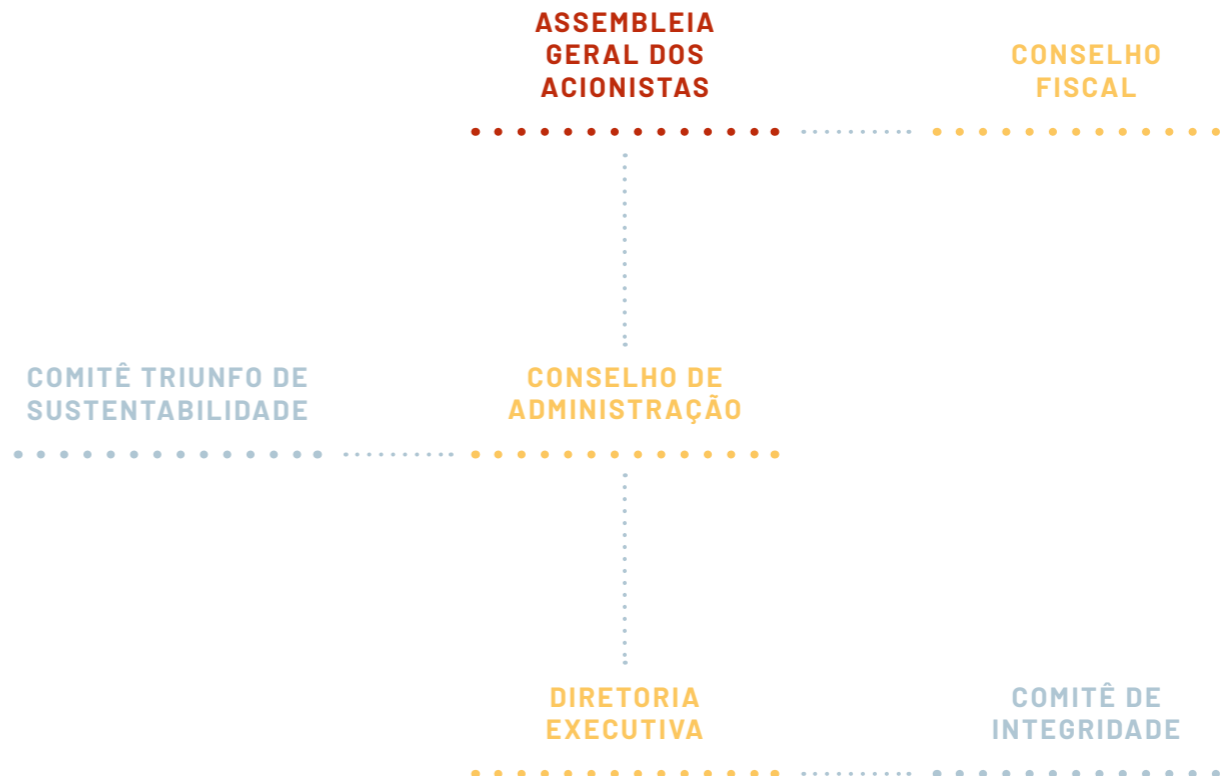 ASSEMBLEIA
GERAL DOS
ACIONISTAS
CONSELHO
FISCAL
COMITÊ TRIUNFO DE
SUSTENTABILIDADE
CONSELHO DE
ADMINISTRAÇÃO
DIRETORIA
EXECUTIVA
COMITÊ DE
INTEGRIDADE